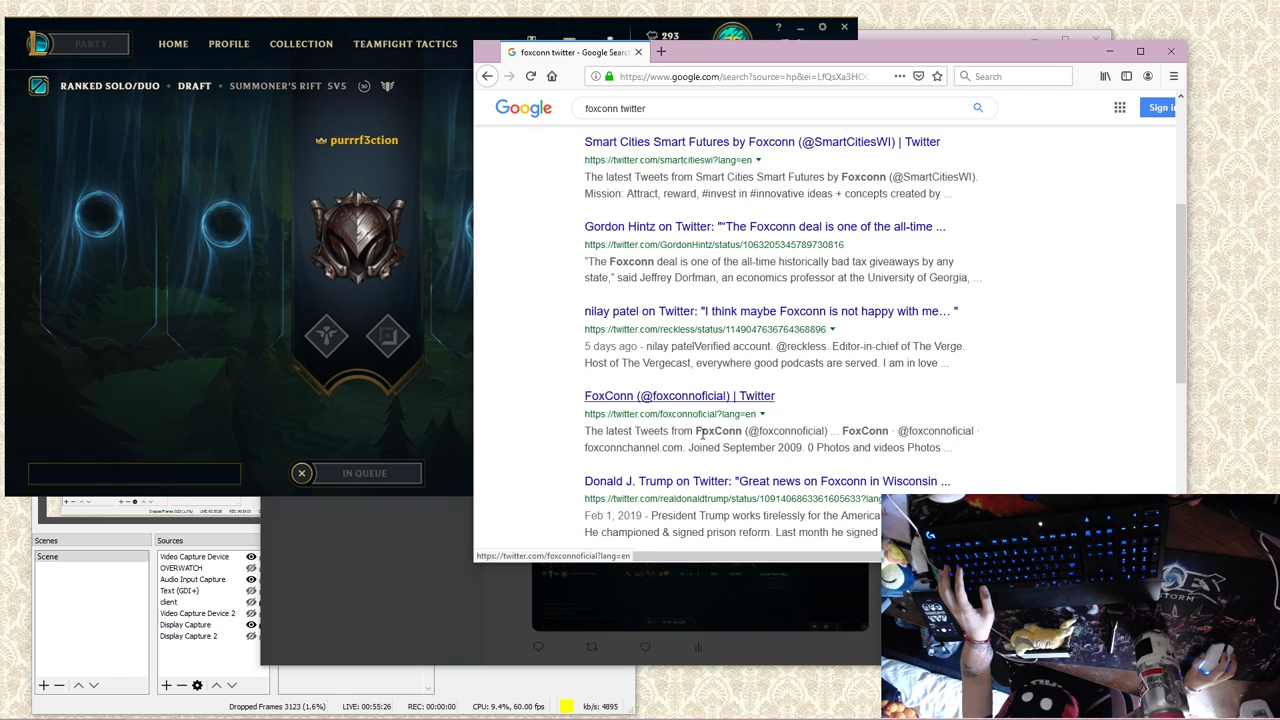 PARTY
HOME
PROFILE
COLLECTION
TEAMFIGHT TACTICS
293
?
RANKED SOLO/DUO • DRAFT • SUMMONER'S RIFT 5V5
30
purrrf3ction
IN QUEUE
foxconn twitter - Google Searc
https://www.google.com/search?source=hp&ei=LfQsXa3HOC
Search
Google
foxconn twitter
Sign i
Smart Cities Smart Futures by Foxconn (@SmartCitiesWI) | Twitter
https://twitter.com/smartcitieswi?lang=en
The latest Tweets from Smart Cities Smart Futures by Foxconn (@SmartCitiesWI).
Mission: Attract, reward, #invest in #innovative ideas + concepts created by ...
Gordon Hintz on Twitter: "“The Foxconn deal is one of the all-time ...
https://twitter.com/GordonHintz/status/1063205345789730816
“The Foxconn deal is one of the all-time historically bad tax giveaways by any
state,” said Jeffrey Dorfman, an economics professor at the University of Georgia, ...
nilay patel on Twitter: "I think maybe Foxconn is not happy with me… "
https://twitter.com/reckless/status/1149047636764368896
5 days ago - nilay patelVerified account. @reckless. Editor-in-chief of The Verge.
Host of The Vergecast, everywhere good podcasts are served. I am in love ...
FoxConn (@foxconnoficial) | Twitter
https://twitter.com/foxconnoficial?lang=en
The latest Tweets from FoxConn (@foxconnoficial) ... FoxConn · @foxconnoficial ·
foxconnchannel.com. Joined September 2009. 0 Photos and videos Photos ...
Donald J. Trump on Twitter: "Great news on Foxconn in Wisconsin ...
https://twitter.com/realdonaldtrump/status/1091406863361605633?lang
Feb 1, 2019 - President Trump works tirelessly for the America
He championed & signed prison reform. Last month he signed
https://twitter.com/foxconnoficial?lang=en
Scenes
Scene
Sources
Video Capture Device
OVERWATCH
Audio Input Capture
Text (GDI+)
client
Video Capture Device 2
Display Capture
Display Capture 2
Dropped Frames 3123 (1.6%)
LIVE: 00:55:26
REC: 00:00:00
CPU: 9.4%, 60.00 fps
kb/s: 4895
STORM